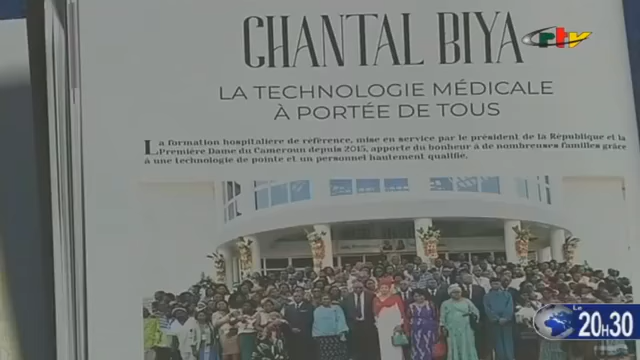 CHANTAL BIYA
crtv
LA TECHNOLOGIE MÉDICALE
À PORTÉE DE TOUS
La formation hospitalière de référence, mise en service par le président de la République et la
Première Dame du Cameroun depuis 2015, apporte du bonheur à de nombreuses familles grâce
à une technologie de pointe et un personnel hautement qualifié.
Le
20H30